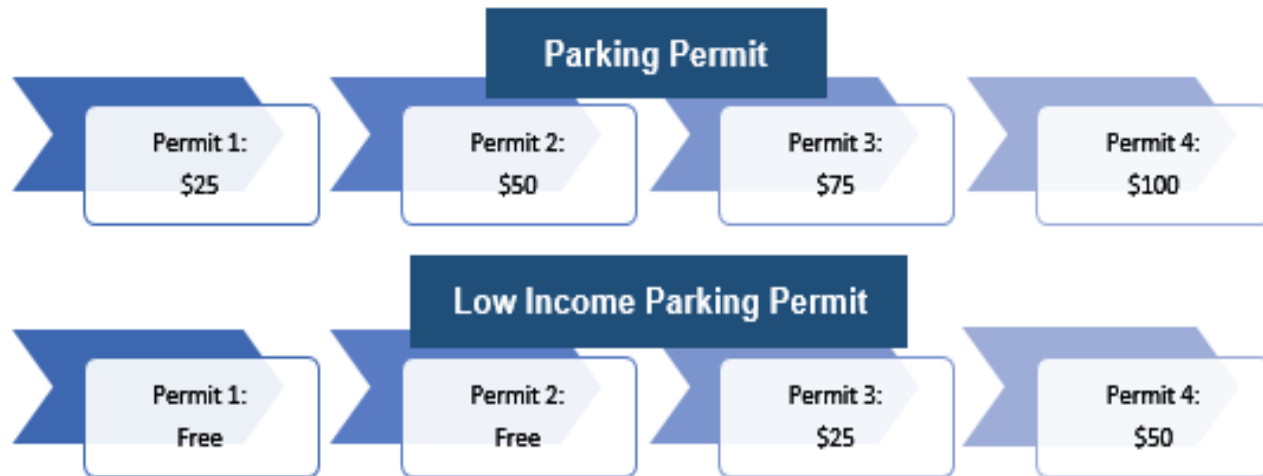 Parking Permit
Permit 1:
$25
Permit 2:
$50
Permit 3:
$75
Permit 4:
$100
Low Income Parking Permit
Permit 1:
Free
Permit 2:
Free
Permit 3:
$25
Permit 4:
$50